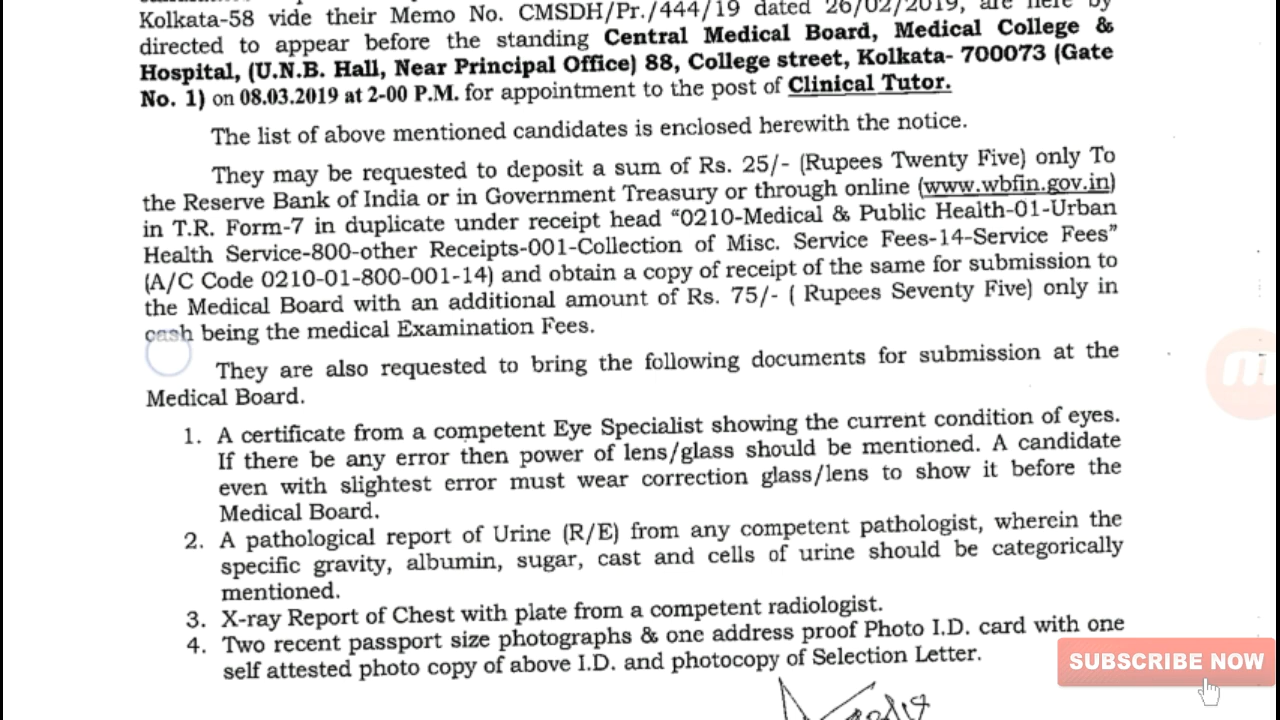 Kolkata-58 vide their Memo No. CMSDH/Pr./444/19 dated 26/02/2019, are here by
directed to appear before the standing Central Medical Board, Medical College &
Hospital, (U.N.B. Hall, Near Principal Office) 88, College street, Kolkata- 700073 (Gate
No. 1) on 08.03.2019 at 2-00 P.M. for appointment to the post of Clinical Tutor.
The list of above mentioned candidates is enclosed herewith the notice.
They may be requested to deposit a sum of Rs. 25/- (Rupees Twenty Five) only To
the Reserve Bank of India or in Government Treasury or through online (www.wbfin.gov.in)
in T.R. Form-7 in duplicate under receipt head “0210-Medical & Public Health-01-Urban
Health Service-800-other Receipts-001-Collection of Misc. Service Fees-14-Service Fees”
(A/C Code 0210-01-800-001-14) and obtain a copy of receipt of the same for submission to
the Medical Board with an additional amount of Rs. 75/- ( Rupees Seventy Five) only in
cash being the medical Examination Fees.
They are also requested to bring the following documents for submission at the
Medical Board.
1. A certificate from a competent Eye Specialist showing the current condition of eyes.
If there be any error then power of lens/glass should be mentioned. A candidate
even with slightest error must wear correction glass/lens to show it before the
Medical Board.
2. A pathological report of Urine (R/E) from any competent pathologist, wherein the
specific gravity, albumin, sugar, cast and cells of urine should be categorically
mentioned.
3. X-ray Report of Chest with plate from a competent radiologist.
4. Two recent passport size photographs & one address proof Photo I.D. card with one
self attested photo copy of above I.D. and photocopy of Selection Letter.
SUBSCRIBE NOW